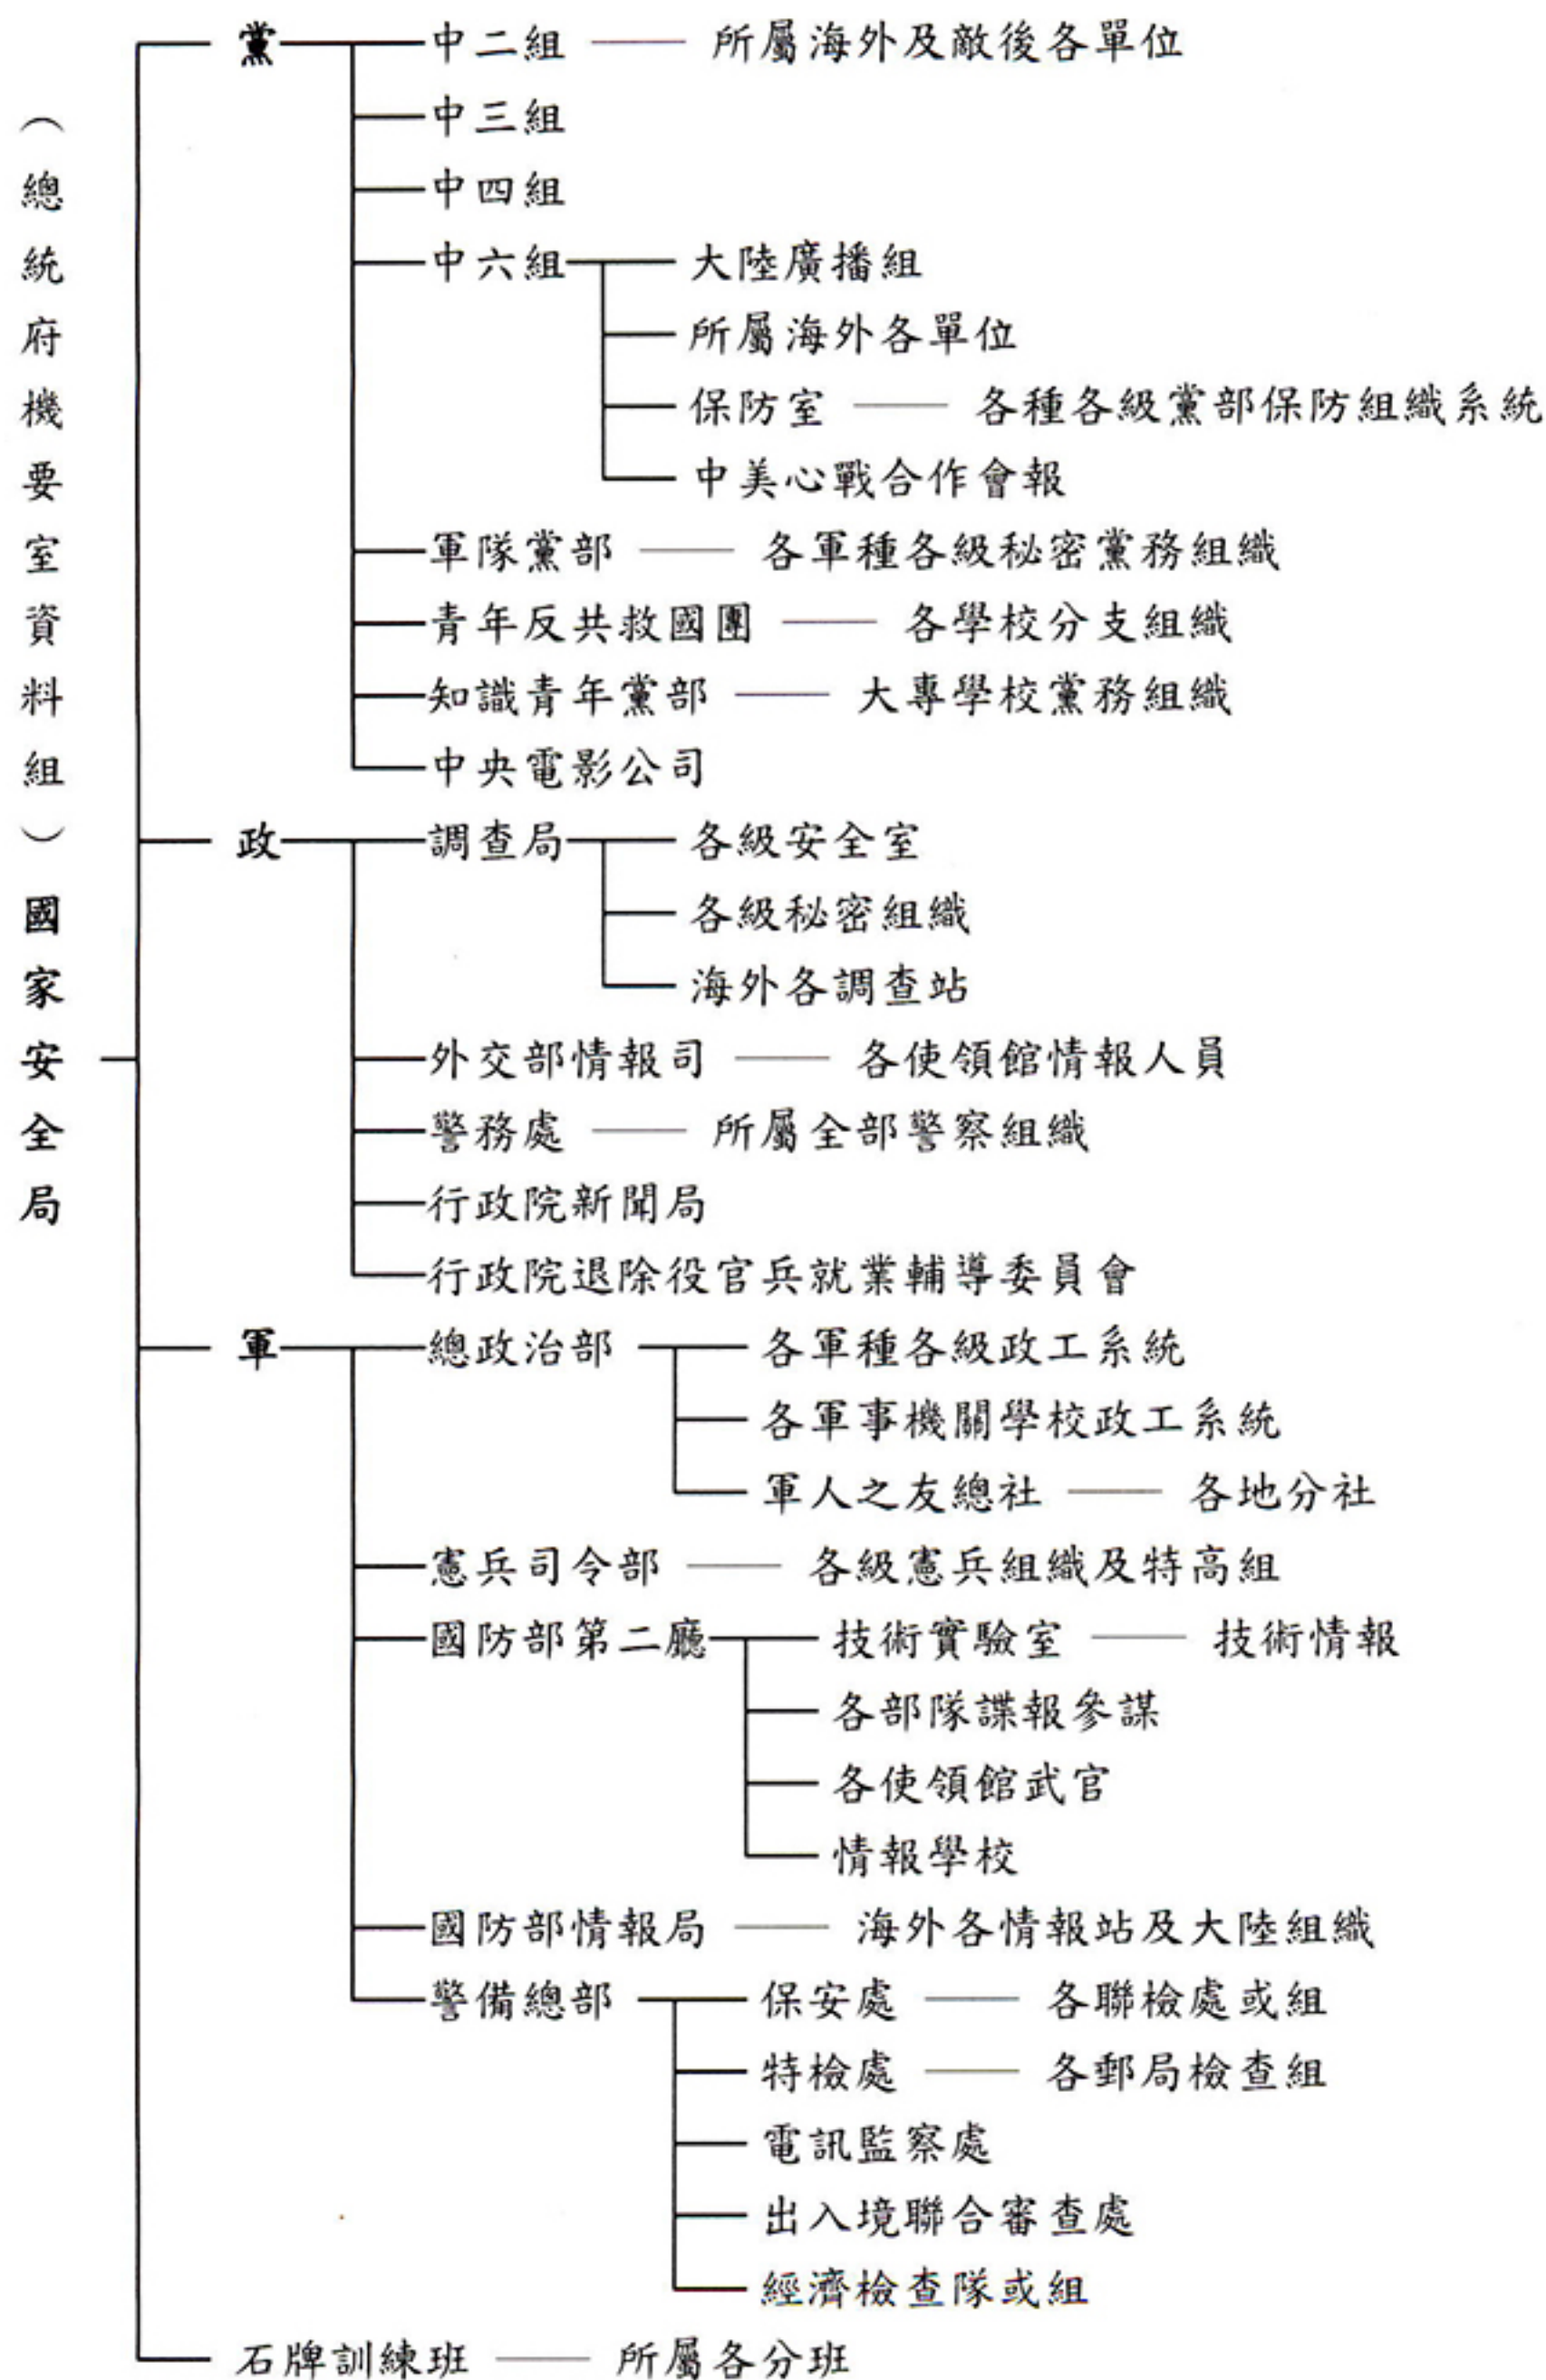 （總統府機要室資料組）國家安全局
黨
中二組 所屬海外及敵後各單位
中三組
中四組
中六組 大陸廣播組
所屬海外各單位
保防室 各種各級黨部保防組織系統
中美心戰合作會報
軍隊黨部 各軍種各級秘密黨務組織
青年反共救國團 各學校分支組織
知識青年黨部 大專學校黨務組織
中央電影公司
政
調查局 各級安全室
各級秘密組織
海外各調查站
外交部情報司 各使領館情報人員
警務處 所屬全部警察組織
行政院新聞局
行政院退除役官兵就業輔導委員會
軍
總政治部 各軍種各級政工系統
各軍事機關學校政工系統
軍人之友總社 各地分社
憲兵司令部 各級憲兵組織及特高組
國防部第二廳 技術實驗室 技術情報
各部隊諜報參謀
各使領館武官
情報學校
國防部情報局 海外各情報站及大陸組織
警備總部 保安處 各聯檢處或組
特檢處 各郵局檢查組
電訊監察處
出入境聯合審查處
經濟檢查隊或組
石牌訓練班 所屬各分班